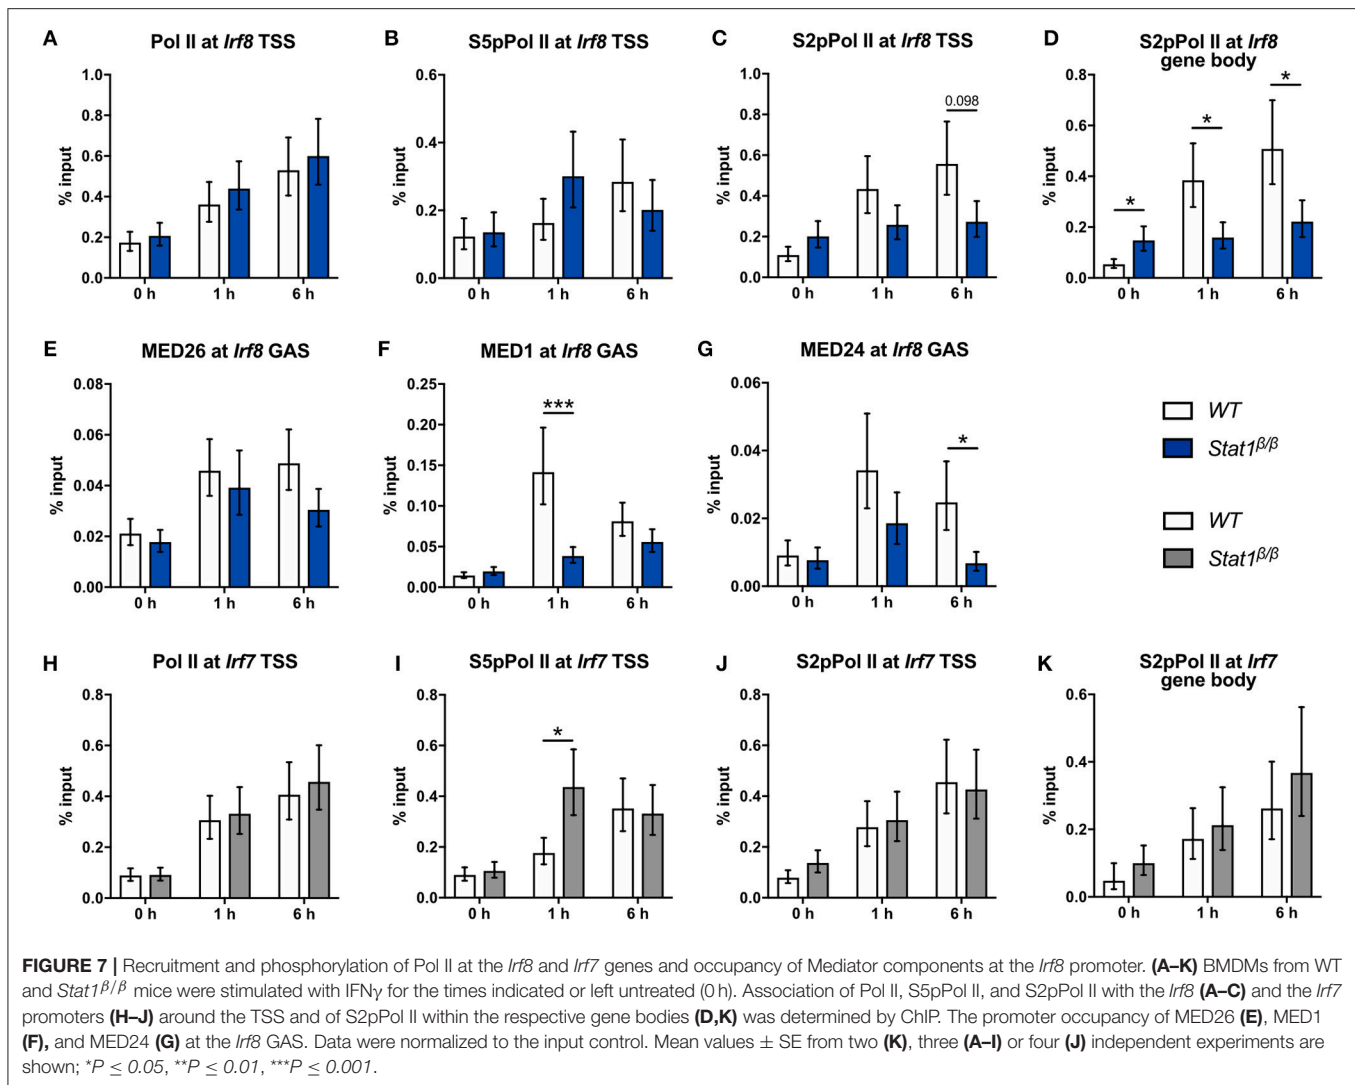 A
Pol II at Irf8 TSS
% input
1.0
0.8
0.6
0.4
0.2
0.0
0 h
1 h
6 h
B
S5pPol II at Irf8 TSS
% input
0.6
0.4
0.2
0.0
0 h
1 h
6 h
C
S2pPol II at Irf8 TSS
% input
1.0
0.8
0.6
0.4
0.2
0.0
0.098
0 h
1 h
6 h
D
S2pPol II at Irf8
gene body
% input
0.8
0.6
0.4
0.2
0.0
*
*
*
0 h
1 h
6 h
E
MED26 at Irf8 GAS
% input
0.08
0.06
0.04
0.02
0.00
0 h
1 h
6 h
F
MED1 at Irf8 GAS
% input
0.25
0.20
0.15
0.10
0.05
0.00
***
0 h
1 h
6 h
G
MED24 at Irf8 GAS
% input
0.06
0.04
0.02
0.00
*
0 h
1 h
6 h
WT
Stat1β/β
WT
Stat1β/β
H
Pol II at Irf7 TSS
% input
0.8
0.6
0.4
0.2
0.0
0 h
1 h
6 h
I
S5pPol II at Irf7 TSS
% input
0.8
0.6
0.4
0.2
0.0
*
0 h
1 h
6 h
J
S2pPol II at Irf7 TSS
% input
0.8
0.6
0.4
0.2
0.0
0 h
1 h
6 h
K
S2pPol II at Irf7
gene body
% input
0.6
0.4
0.2
0.0
0 h
1 h
6 h
FIGURE 7 | Recruitment and phosphorylation of Pol II at the Irf8 and Irf7 genes and occupancy of Mediator components at the Irf8 promoter. (A–K) BMDMs from WT
and Stat1β/β mice were stimulated with IFNγ for the times indicated or left untreated (0 h). Association of Pol II, S5pPol II, and S2pPol II with the Irf8 (A–C) and the Irf7
promoters (H–J) around the TSS and of S2pPol II within the respective gene bodies (D,K) was determined by ChIP. The promoter occupancy of MED26 (E), MED1
(F), and MED24 (G) at the Irf8 GAS. Data were normalized to the input control. Mean values ± SE from two (K), three (A–I) or four (J) independent experiments are
shown; *P ≤ 0.05, **P ≤ 0.01, ***P ≤ 0.001.